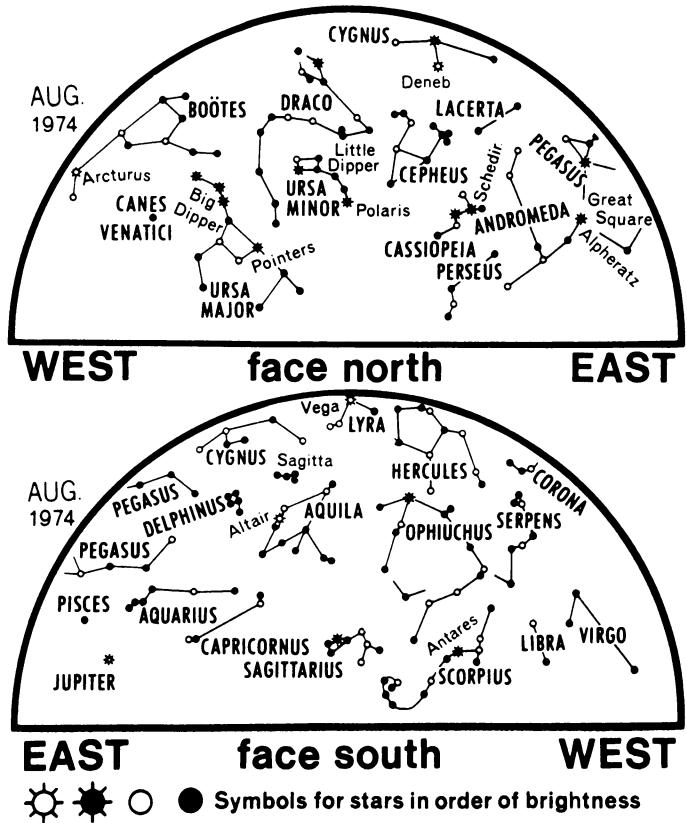 CYGNUS
Deneb
AUG.
1974
BOÖTES
DRACO
LACERTA
Little
Dipper
PEGASUS
Arcturus
Schedir
CEPHEUS
URSA
MINOR
Big
Dipper
Polaris
Great
Square
CANES
VENATICI
ANDROMEDA
CASSIOPEIA
Alpheratz
Pointers
PERSEUS
URSA
MAJOR
WEST
face north
EAST
Vega
LYRA
CYGNUS
Sagitta
HERCULES
CORONA
AUG.
1974
PEGASUS
DELPHINUS
Altair
AQUILA
OPHIUCHUS
SERPENS
PEGASUS
PISCES
AQUARIUS
CAPRICORNUS
SAGITTARIUS
Antares
LIBRA
VIRGO
JUPITER
SCORPIUS
EAST
face south
WEST
Symbols for stars in order of brightness